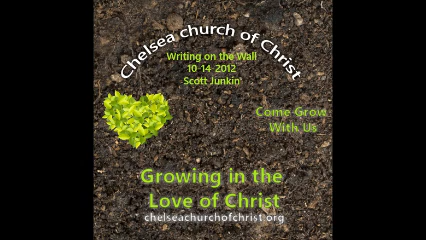 Chelsea church of Christ
Writing on the Wall
10-14-2012
Scott Junkin
Come Grow
With Us
Growing in the
Love of Christ
chelseachurchofchrist.org